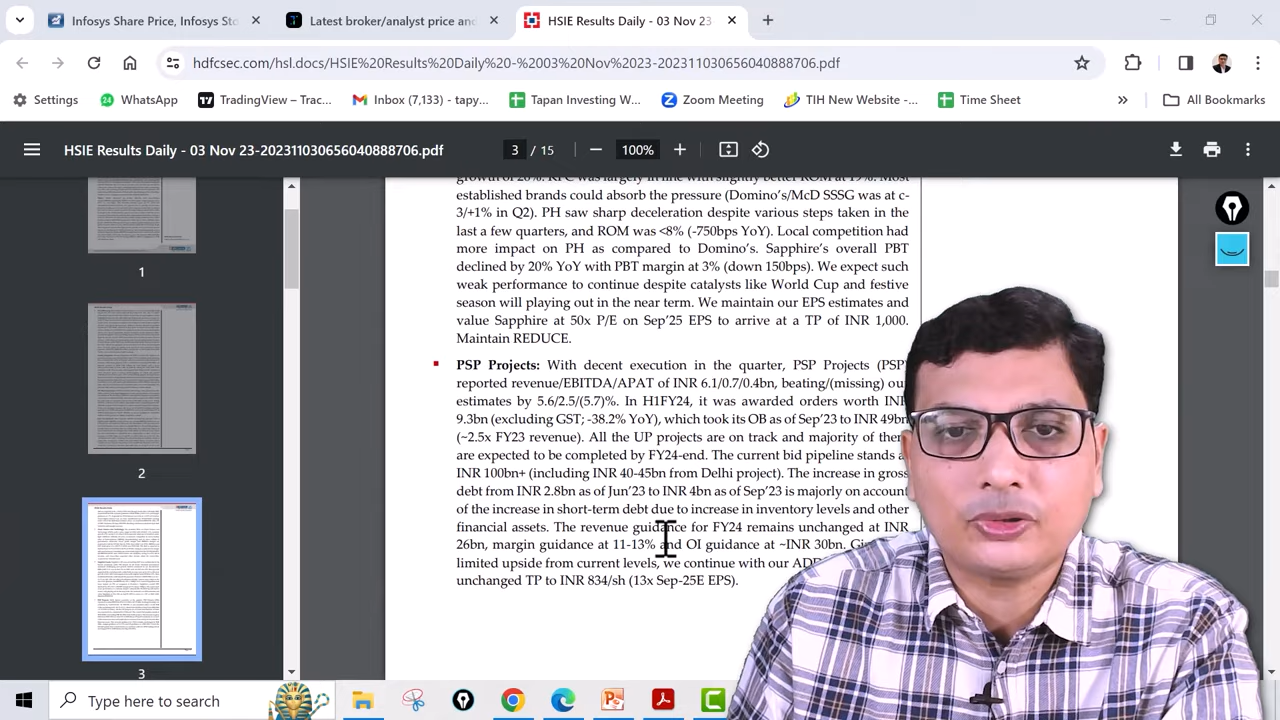 Infosys Share Price, Infosys Sto
Latest broker/analyst price and
HSIE Results Daily - 03 Nov 23
hdfcsec.com/hsl.docs/HSIE%20Results%20Daily%20-%2003%20Nov%2023-202311030656040888706.pdf
Settings
WhatsApp
TradingView – Trac...
Inbox (7,133) - tapy...
Tapan Investing W...
Zoom Meeting
TIH New Website -...
Time Sheet
All Bookmarks
HSIE Results Daily - 03 Nov 23-202311030656040888706.pdf
3 / 15
100%
1
2
3
established brands could absorb the pressure (Domino's/McD SSSG was at c-
3/+1% in Q2). PH saw sharp deceleration despite various steps taken in the
last a few quarters, and ROM was <8% (-750bps YoY). Local competition had
more impact on PH as compared to Domino's. Sapphire's overall PBT
declined by 20% YoY with PBT margin at 3% (down 150bps). We expect such
weak performance to continue despite catalysts like World Cup and festive
season will playing out in the near term. We maintain our EPS estimates and
value Sapphire at 50x P/E on Sep'25 EPS to arrive at a TP of INR 1,000.
Maintain REDUCE.
PSP Projects: With decent execution in the quarter, PSP Projects (PSP)
reported revenue/EBITDA/APAT of INR 6.1/0.7/0.4bn, beating/(missing) ou
estimates by 5.6/2.5/(5.7)%. In H1FY24, it was awarded orders worth INR
9.3bn (excluding GST; -38.2% YoY), which took its OB as of Sep'23 to INR 49bn
(~2.5x FY23 revenue). All the UP projects are on track and majority of them
are expected to be completed by FY24-end. The current bid pipeline stands a
INR 100bn+ (including INR 40-45bn from Delhi project). The increase in gross
debt from INR 2.8bn as of Jun'23 to INR 4bn as of Sep'23 is majorly on account
of the increase in short-term debt due to increase in inventory levels and other
financial assets. The revenue guidance for FY24 remains unchanged at INR
26bn, margin guidance at 11-13% and OI guidance at ~INR 30bn.
limited upside from current levels, we continue with our
unchanged TP to INR 834/sh (13x Sep-25E EPS).
Type here to search